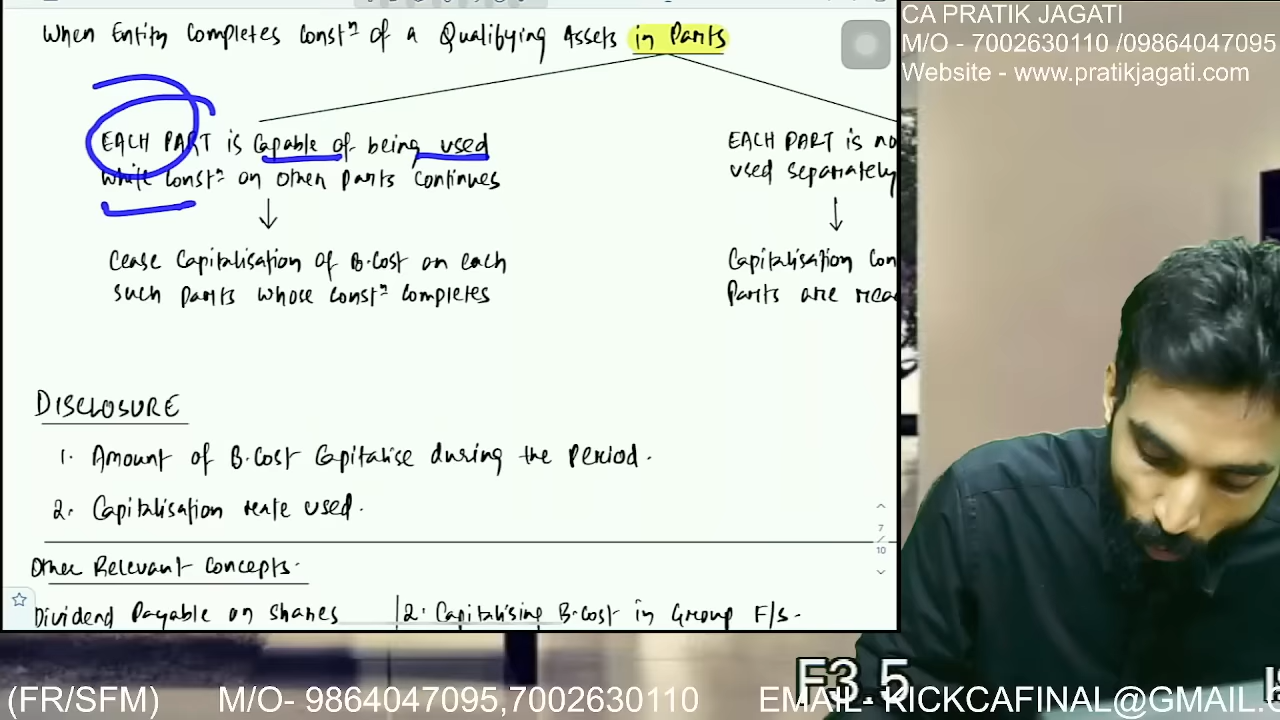 When Entity Completes Constⁿ of a Qualifying Assets in Parts
CA PRATIK JAGATI
M/O - 7002630110 /09864047095
Website - www.pratikjagati.com
EACH PART is Capable of being used
while Constⁿ on other Parts Continues
Cease Capitalisation of B.Cost on each
such Parts whose Constⁿ Completes
EACH PART is no
used separately
Capitalisation Con
Parts are rea
DISCLOSURE
1. Amount of B.Cost Capitalise during the Period.
2. Capitalisation rate used.
7
10
Other Relevant Concepts.
Dividend Payable on shares
2. Capitalising B.Cost in Group F/s.
F3.5
(FR/SFM) M/O- 9864047095,7002630110 EMAIL- KICKCAFINAL@GMAIL.C